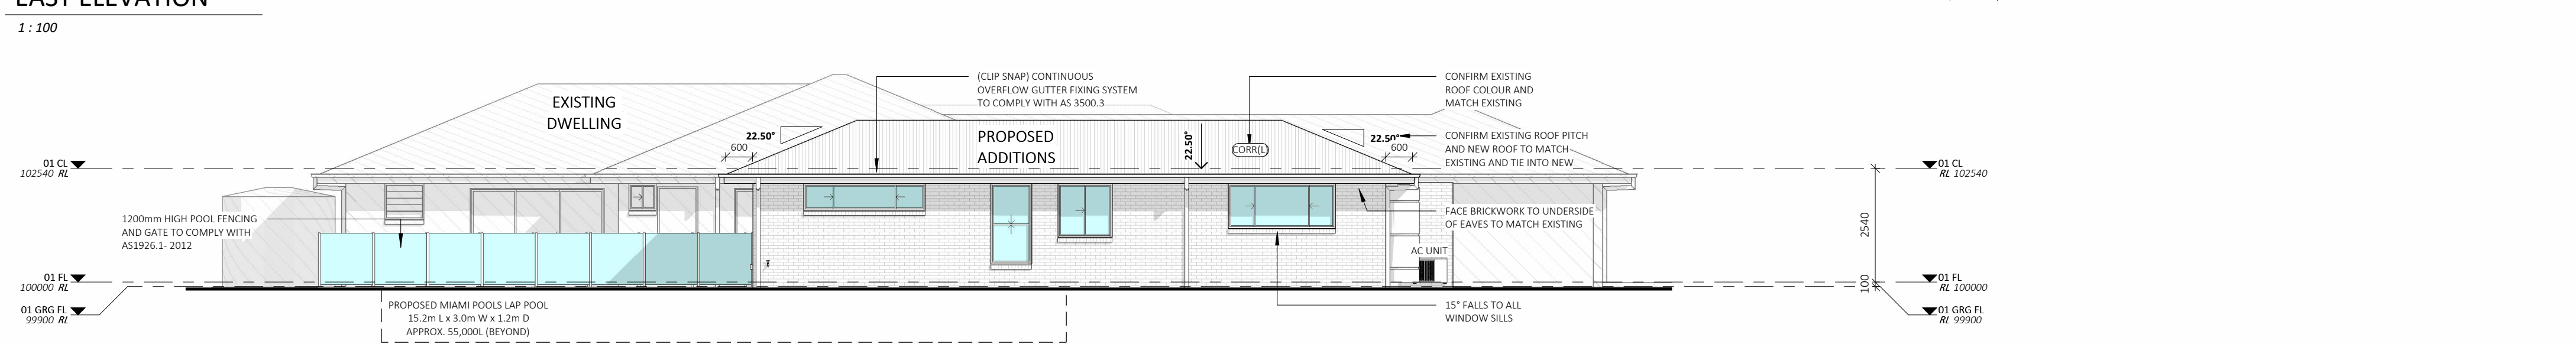 EAST ELEVATION
1 : 100
EXISTING
DWELLING
(CLIP SNAP) CONTINUOUS
OVERFLOW GUTTER FIXING SYSTEM
TO COMPLY WITH AS 3500.3
CONFIRM EXISTING
ROOF COLOUR AND
MATCH EXISTING
22.50°
600
PROPOSED
ADDITIONS
22.50°
CORR(L)
22.50°
600
CONFIRM EXISTING ROOF PITCH
AND NEW ROOF TO MATCH
EXISTING AND TIE INTO NEW
01 CL
102540 RL
01 CL
RL 102540
1200mm HIGH POOL FENCING
AND GATE TO COMPLY WITH
AS1926.1- 2012
FACE BRICKWORK TO UNDERSIDE
OF EAVES TO MATCH EXISTING
AC UNIT
2540
100
01 FL
100000 RL
01 FL
RL 100000
01 GRG FL
99900 RL
PROPOSED MIAMI POOLS LAP POOL
15.2m L x 3.0m W x 1.2m D
APPROX. 55,000L (BEYOND)
15° FALLS TO ALL
WINDOW SILLS
01 GRG FL
RL 99900